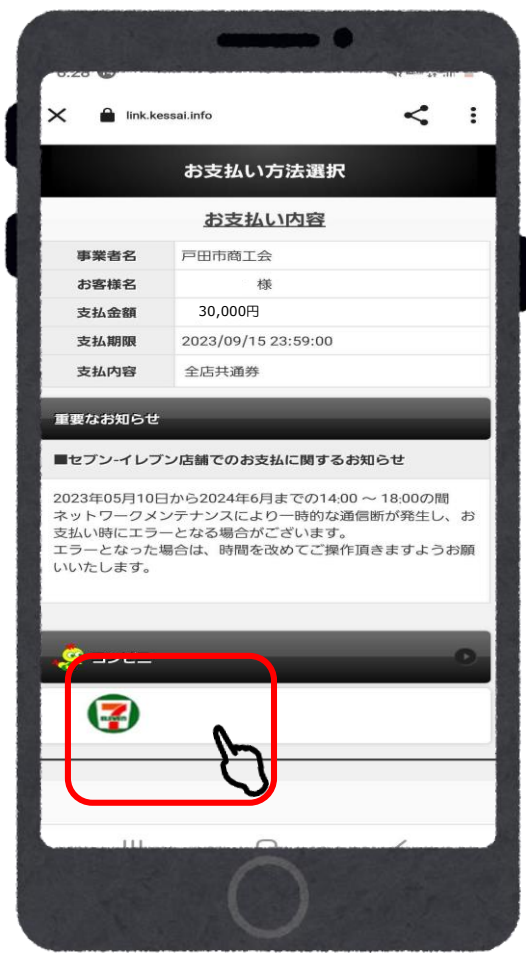 6:28
link.kessai.info
お支払い方法選択
お支払い内容
事業者名 戸田市商工会
お客様名 様
支払金額 30,000円
支払期限 2023/09/15 23:59:00
支払内容 全店共通券
重要なお知らせ
■セブン-イレブン店舗でのお支払に関するお知らせ
2023年05月10日から2024年6月までの14:00 ～ 18:00の間
ネットワークメンテナンスにより一時的な通信断が発生し、お
支払い時にエラーとなる場合がございます。
エラーとなった場合は、時間を改めてご操作頂きますようお願
いいたします。
コンビニ
7
ELEVEN